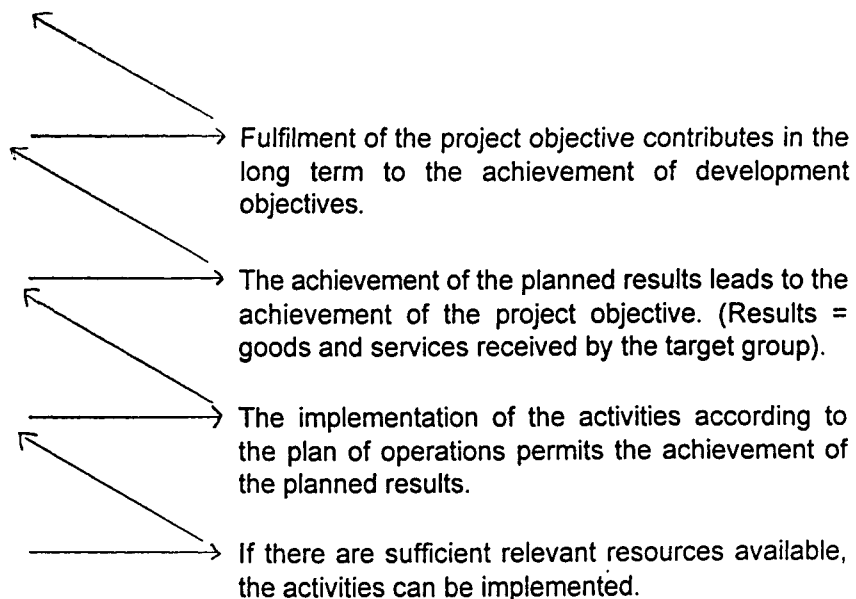 Fulfilment of the project objective contributes in the
long term to the achievement of development
objectives.
The achievement of the planned results leads to the
achievement of the project objective. (Results =
goods and services received by the target group).
The implementation of the activities according to
the plan of operations permits the achievement of
the planned results.
If there are sufficient relevant resources available,
the activities can be implemented.